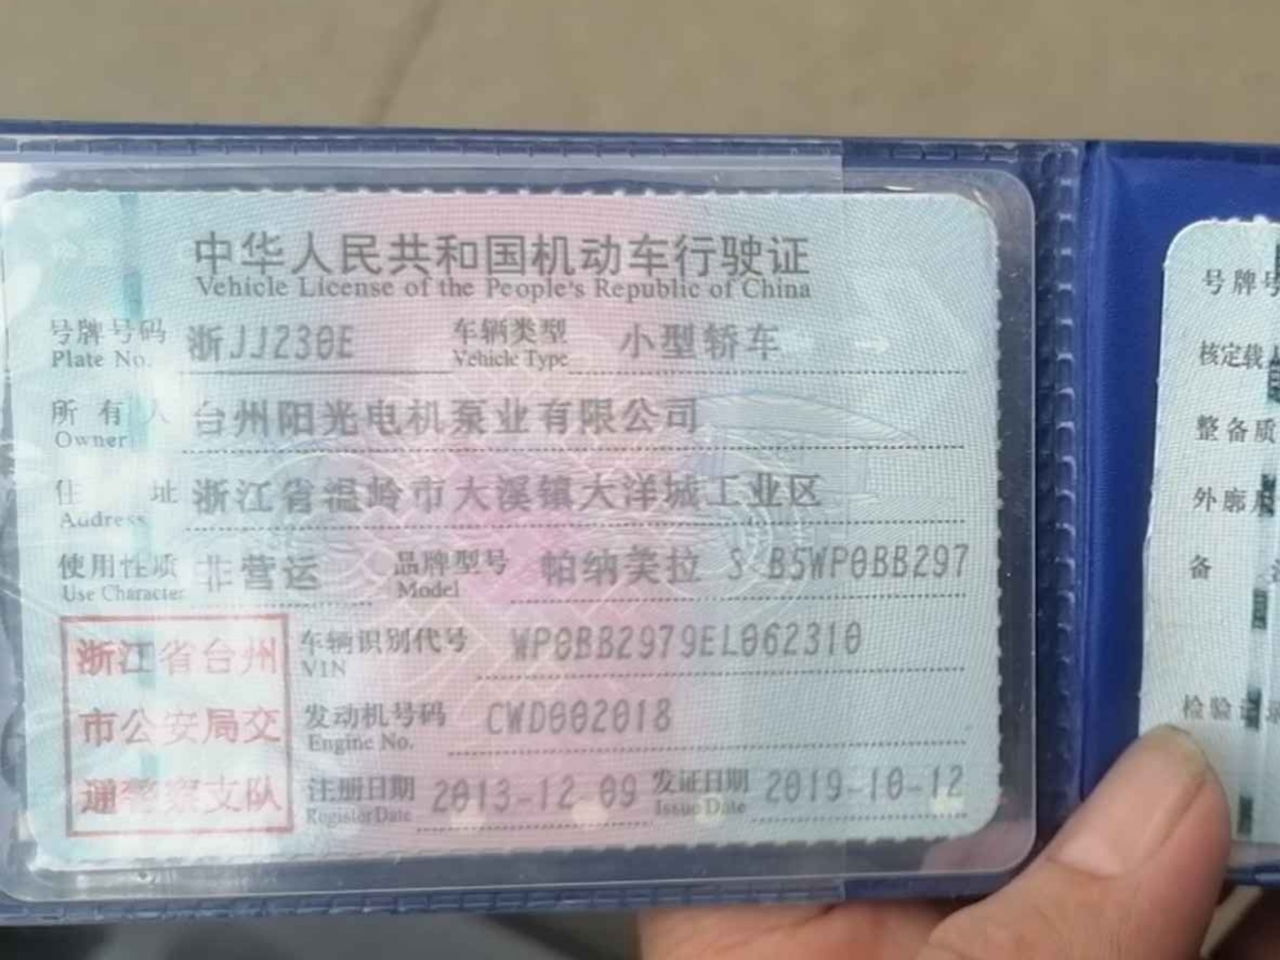 中华人民共和国机动车行驶证
Vehicle License of the People's Republic of China
号牌号码 浙JJ230E 车辆类型 小型轿车
Plate No. Vehicle Type
所有人 台州阳光电机泵业有限公司
Owner
住址 浙江省温岭市大溪镇大洋城工业区
Address
使用性质 非营运 品牌型号 帕纳美拉 S-B5WP0BB297
Use Character Model
浙江省台州
市公安局交
通警察支队
车辆识别代号 WP0BB2979EL062310
VIN
发动机号码 CWD002018
Engine No.
注册日期 2013-12-09 发证日期 2019-10-12
Register Date Issue Date
号牌号
核定载
整备质
外廓
备
检验